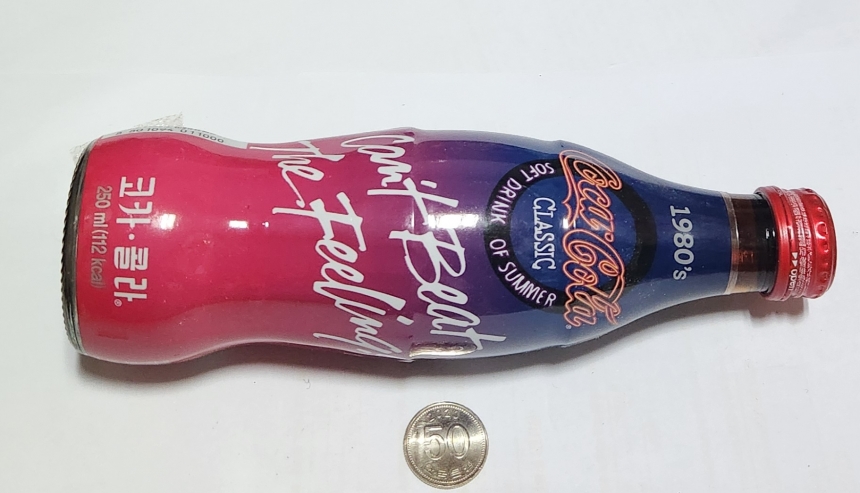 1980's
Coca-Cola
CLASSIC
SOFT DRINK OF SUMMER
Can't Beat
The Feeling
코카·콜라®
250 ml(112 kcal)
2020
50